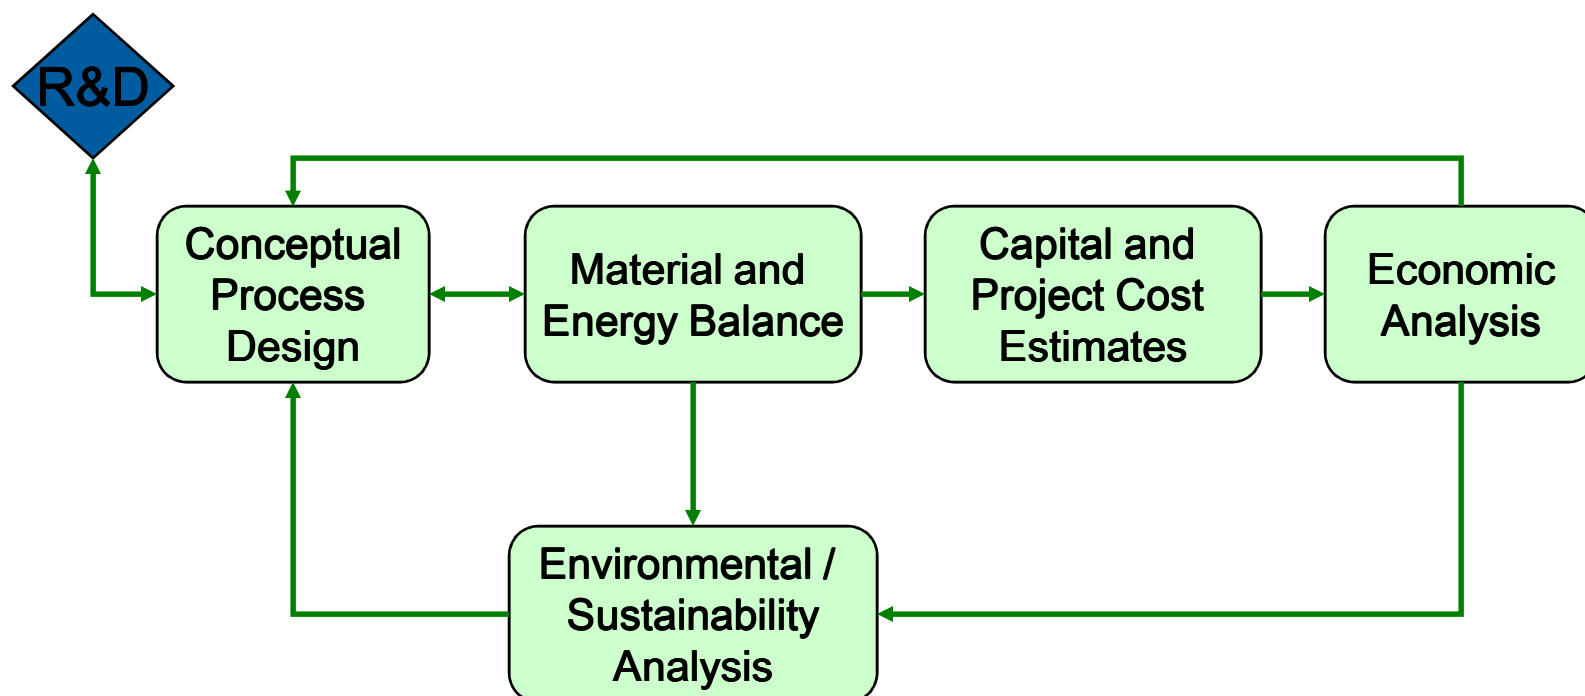 R&D
Conceptual
Process
Design
Material and
Energy Balance
Capital and
Project Cost
Estimates
Economic
Analysis
Environmental /
Sustainability
Analysis